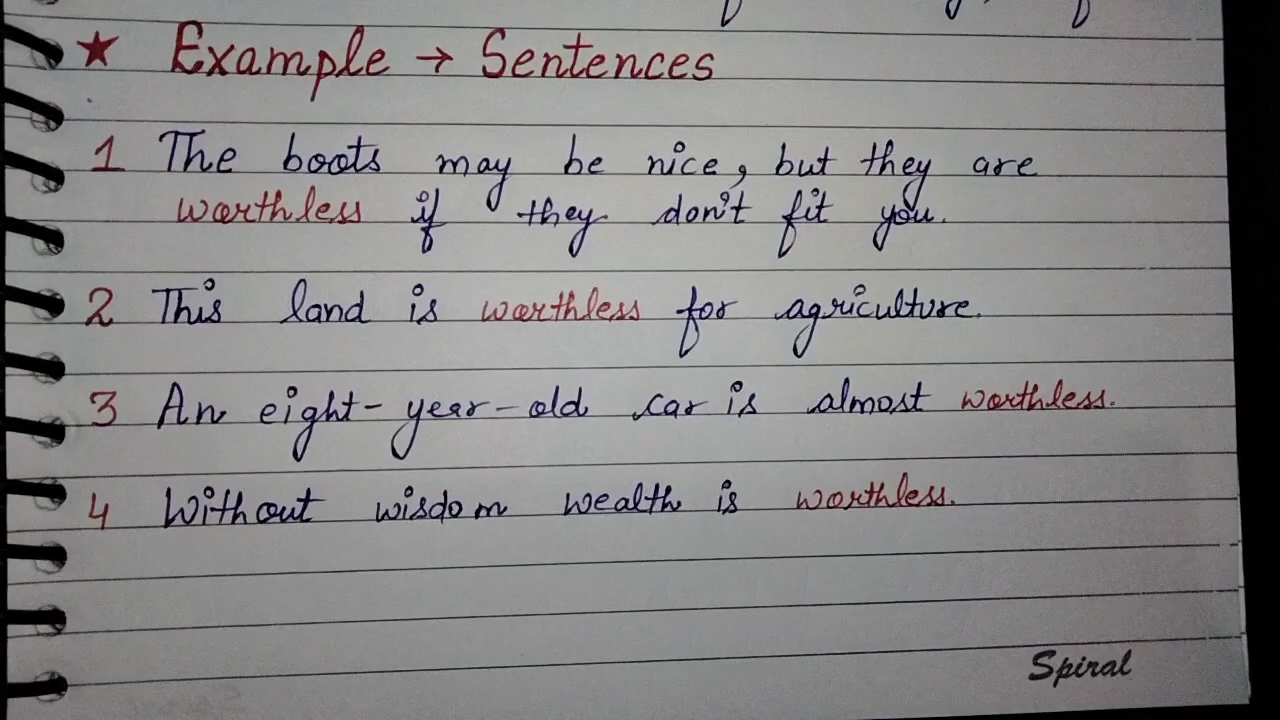 ★ Example → Sentences
1 The boots may be nice, but they are
worthless if they don't fit you.
2 This land is worthless for agriculture.
3 An eight-year-old car is almost worthless.
4 Without wisdom wealth is worthless.
Spiral